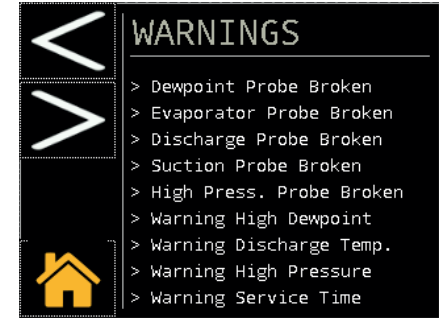 WARNINGS
> Dewpoint Probe Broken
> Evaporator Probe Broken
> Discharge Probe Broken
> Suction Probe Broken
> High Press. Probe Broken
> Warning High Dewpoint
> Warning Discharge Temp.
> Warning High Pressure
> Warning Service Time